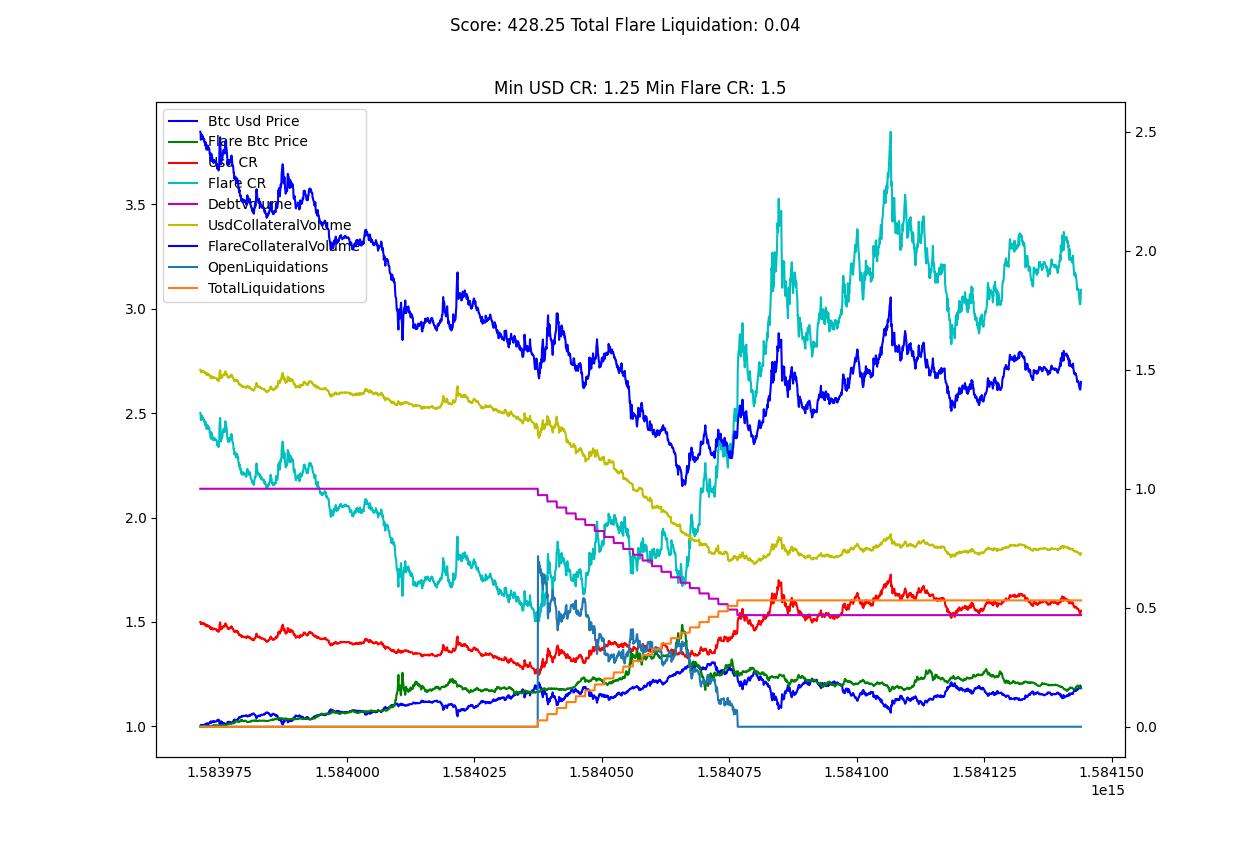 Score: 428.25 Total Flare Liquidation: 0.04
Min USD CR: 1.25 Min Flare CR: 1.5
Btc Usd Price
Flare Btc Price
Usd CR
Flare CR
DebtVolume
UsdCollateralVolume
FlareCollateralVolume
OpenLiquidations
TotalLiquidations
3.5
3.0
2.5
2.0
1.5
1.0
2.5
2.0
1.5
1.0
0.5
0.0
1.583975 1.584000 1.584025 1.584050 1.584075 1.584100 1.584125 1.584150
1e15